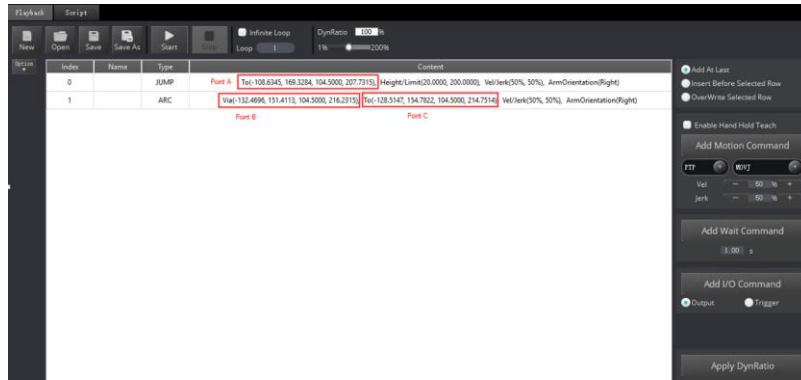 Playback Script
New Open Save Save As Start Stop
Infinite Loop
Loop 1
DynRatio 100 %
1% 200%
Option
Index Name Type Content
0 JUMP Point A To(-108.6345, 169.3284, 104.5000, 207.7315), Height/Limit(20.0000, 200.0000), Vel/Jerk(50%, 50%), ArmOrientation(Right)
1 ARC Via(-132.4696, 151.4113, 104.5000, 216.2315), To(-128.5147, 154.7822, 104.5000, 214.7514) Vel/Jerk(50%, 50%), ArmOrientation(Right)
Point B Point C
Add At Last
Insert Before Selected Row
OverWrite Selected Row
Enable Hand Hold Teach
Add Motion Command
PTP MOVJ
Vel − 50 % +
Jerk − 50 % +
Add Wait Command
1.00 s
Add I/O Command
Output Trigger
Apply DynRatio